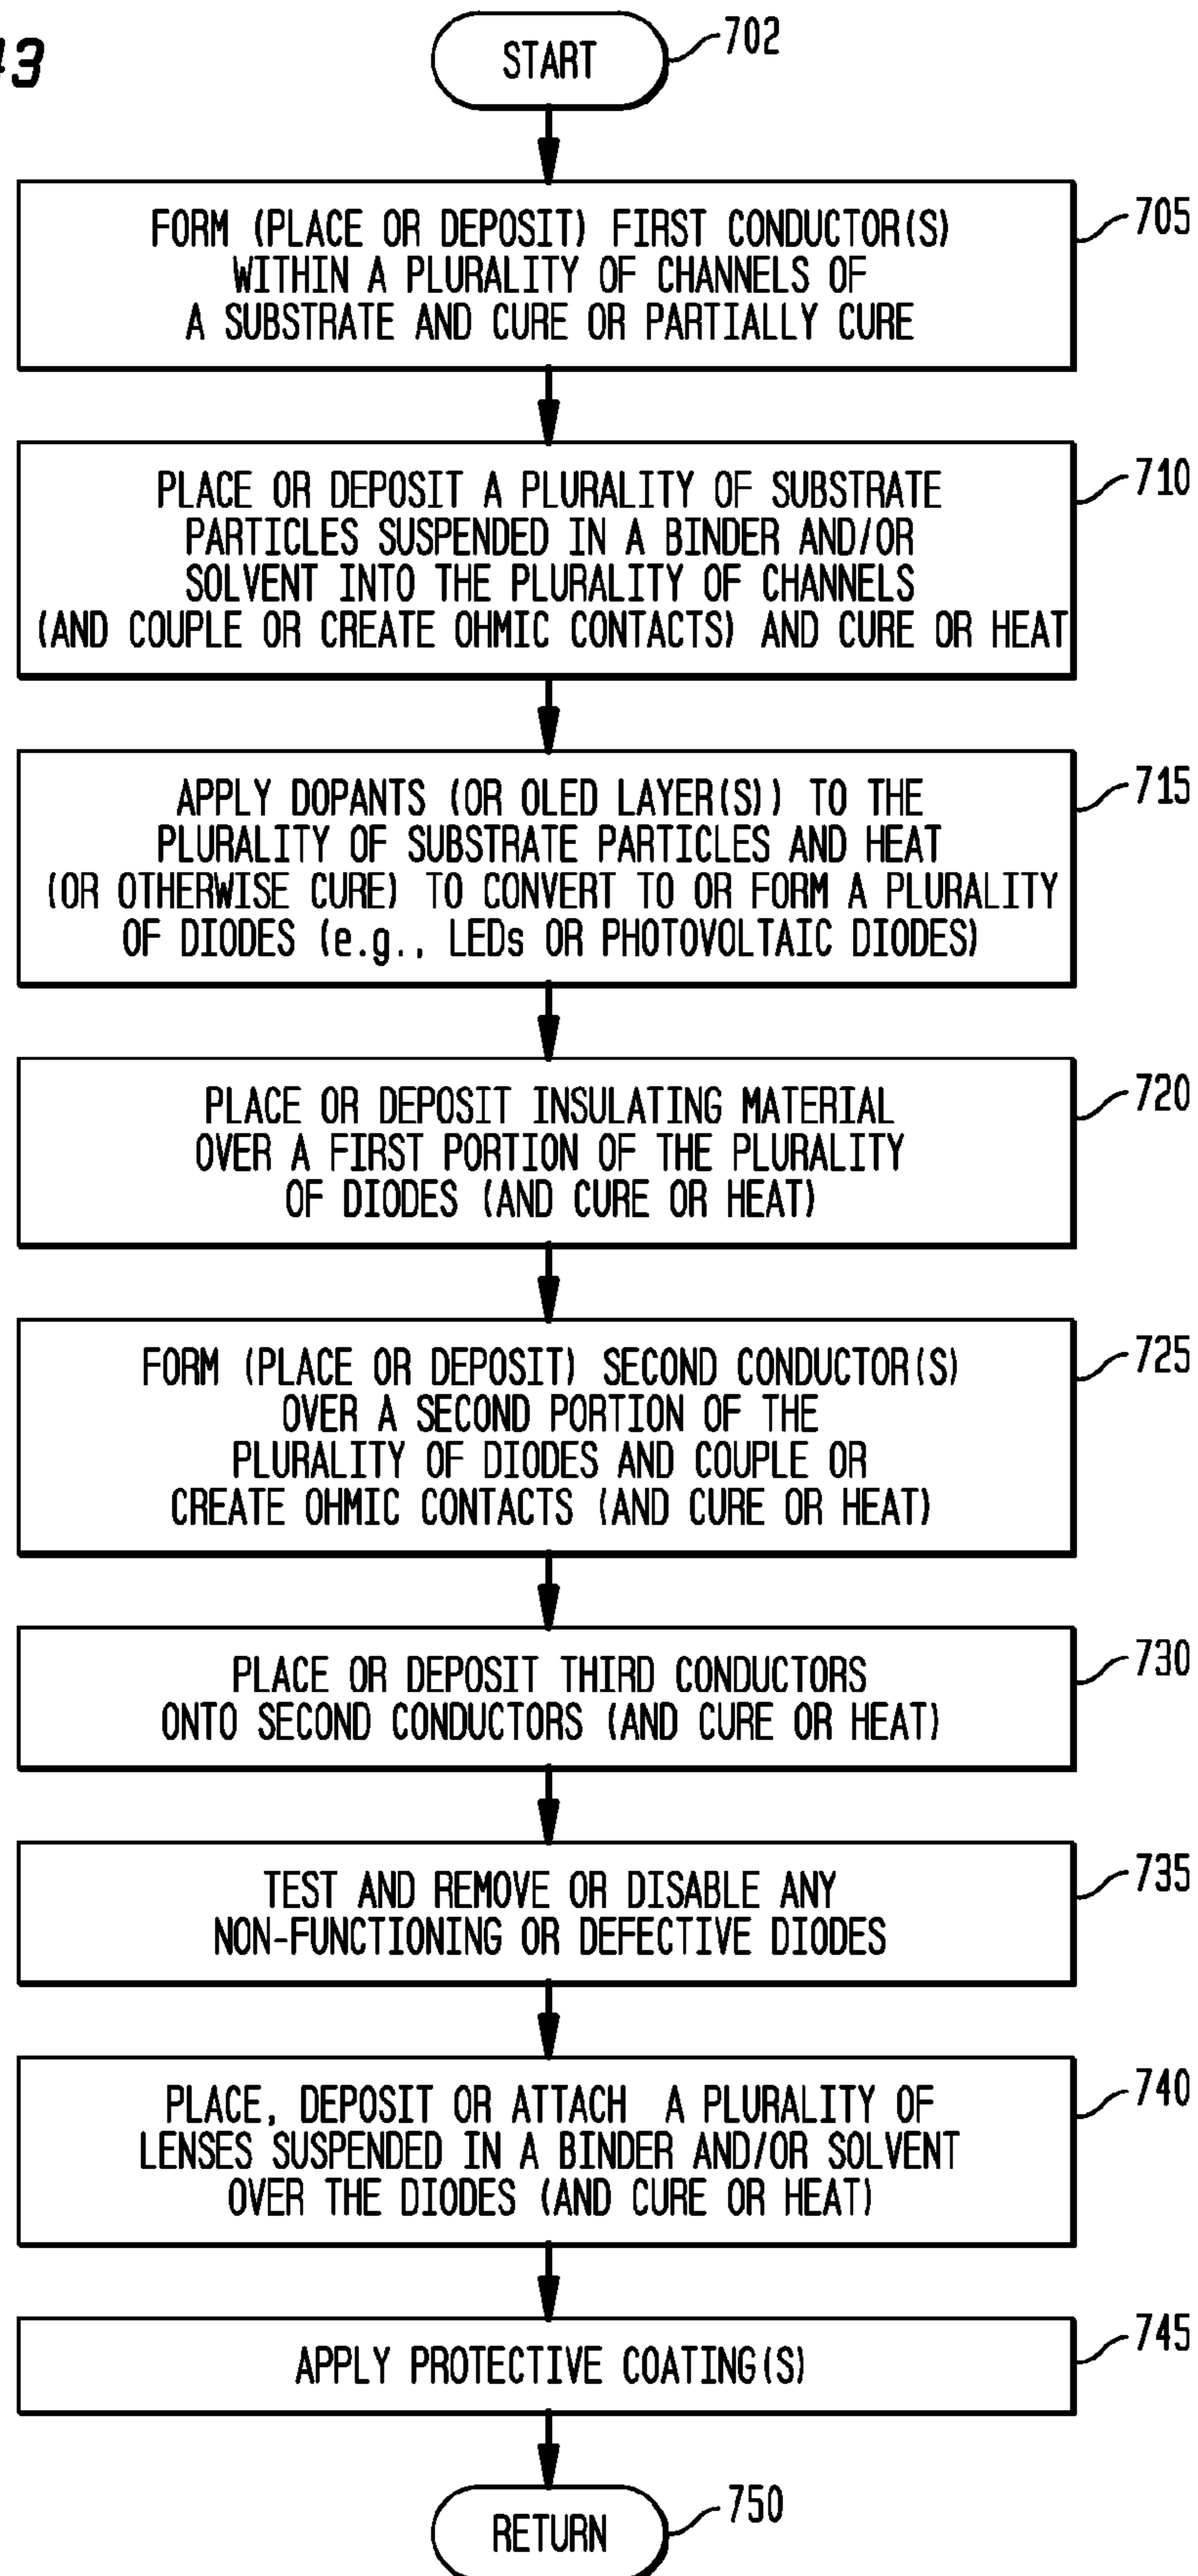 43
START
702
FORM (PLACE OR DEPOSIT) FIRST CONDUCTOR(S)
WITHIN A PLURALITY OF CHANNELS OF
A SUBSTRATE AND CURE OR PARTIALLY CURE
705
PLACE OR DEPOSIT A PLURALITY OF SUBSTRATE
PARTICLES SUSPENDED IN A BINDER AND/OR
SOLVENT INTO THE PLURALITY OF CHANNELS
(AND COUPLE OR CREATE OHMIC CONTACTS) AND CURE OR HEAT
710
APPLY DOPANTS (OR OLED LAYER(S)) TO THE
PLURALITY OF SUBSTRATE PARTICLES AND HEAT
(OR OTHERWISE CURE) TO CONVERT TO OR FORM A PLURALITY
OF DIODES (e.g., LEDs OR PHOTOVOLTAIC DIODES)
715
PLACE OR DEPOSIT INSULATING MATERIAL
OVER A FIRST PORTION OF THE PLURALITY
OF DIODES (AND CURE OR HEAT)
720
FORM (PLACE OR DEPOSIT) SECOND CONDUCTOR(S)
OVER A SECOND PORTION OF THE
PLURALITY OF DIODES AND COUPLE OR
CREATE OHMIC CONTACTS (AND CURE OR HEAT)
725
PLACE OR DEPOSIT THIRD CONDUCTORS
ONTO SECOND CONDUCTORS (AND CURE OR HEAT)
730
TEST AND REMOVE OR DISABLE ANY
NON-FUNCTIONING OR DEFECTIVE DIODES
735
PLACE, DEPOSIT OR ATTACH A PLURALITY OF
LENSES SUSPENDED IN A BINDER AND/OR SOLVENT
OVER THE DIODES (AND CURE OR HEAT)
740
APPLY PROTECTIVE COATING(S)
745
RETURN
750